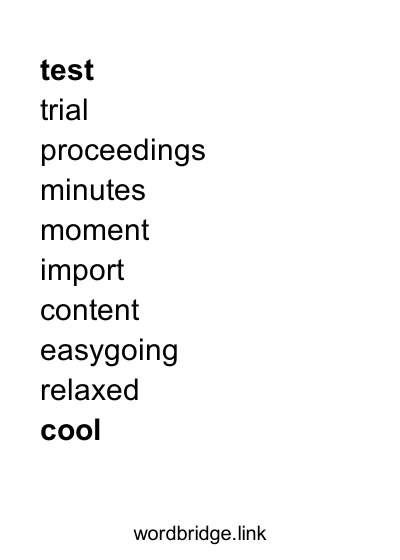 test
trial
proceedings
minutes
moment
import
content
easygoing
relaxed
cool
wordbridge.link